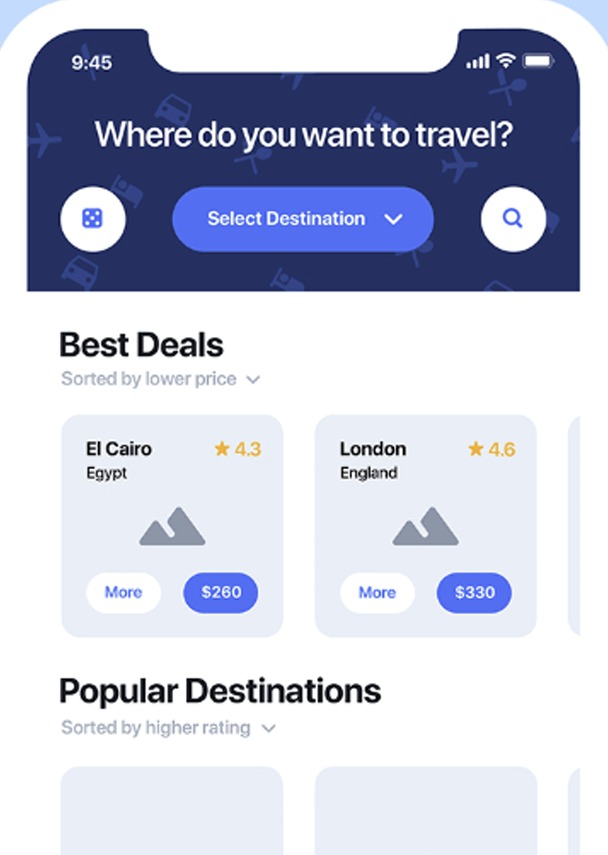 9:45
Where do you want to travel?
Select Destination
Best Deals
Sorted by lower price
El Cairo
4.3
Egypt
More
$260
London
4.6
England
More
$330
Popular Destinations
Sorted by higher rating